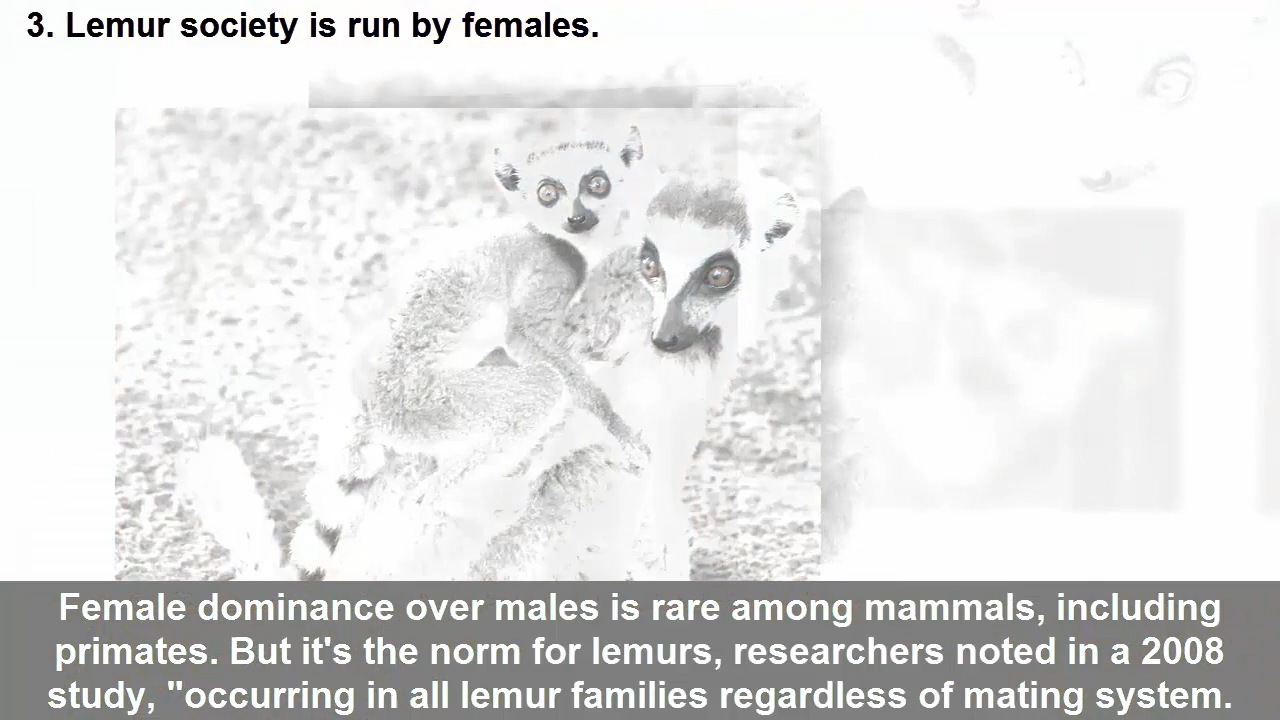 3. Lemur society is run by females.
Female dominance over males is rare among mammals, including
primates. But it's the norm for lemurs, researchers noted in a 2008
study, "occurring in all lemur families regardless of mating system.